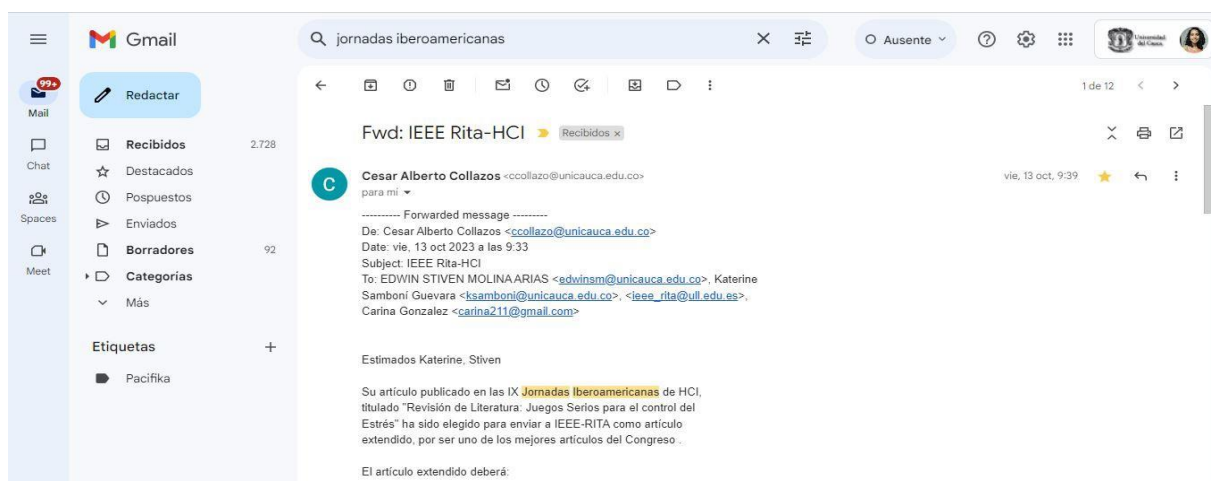 Gmail
jornadas iberoamericanas
Ausente
Universidad
del Cauca
99+
Mail
Chat
Spaces
Meet
Redactar
Recibidos 2.728
Destacados
Pospuestos
Enviados
Borradores 92
Categorías
Más
Etiquetas
Pacifika
1 de 12
Fwd: IEEE Rita-HCI Recibidos x
C
Cesar Alberto Collazos <ccollazo@unicauca.edu.co>
vie, 13 oct, 9:39
para mí
---------- Forwarded message ---------
De: Cesar Alberto Collazos <ccollazo@unicauca.edu.co>
Date: vie, 13 oct 2023 a las 9:33
Subject: IEEE Rita-HCI
To: EDWIN STIVEN MOLINA ARIAS <edwinsm@unicauca.edu.co>, Katerine
Samboní Guevara <ksamboni@unicauca.edu.co>, <ieee_rita@ull.edu.es>,
Carina Gonzalez <carina211@gmail.com>
Estimados Katerine, Stiven
Su artículo publicado en las IX Jornadas Iberoamericanas de HCI,
titulado "Revisión de Literatura: Juegos Serios para el control del
Estrés" ha sido elegido para enviar a IEEE-RITA como artículo
extendido, por ser uno de los mejores artículos del Congreso .
El artículo extendido deberá: